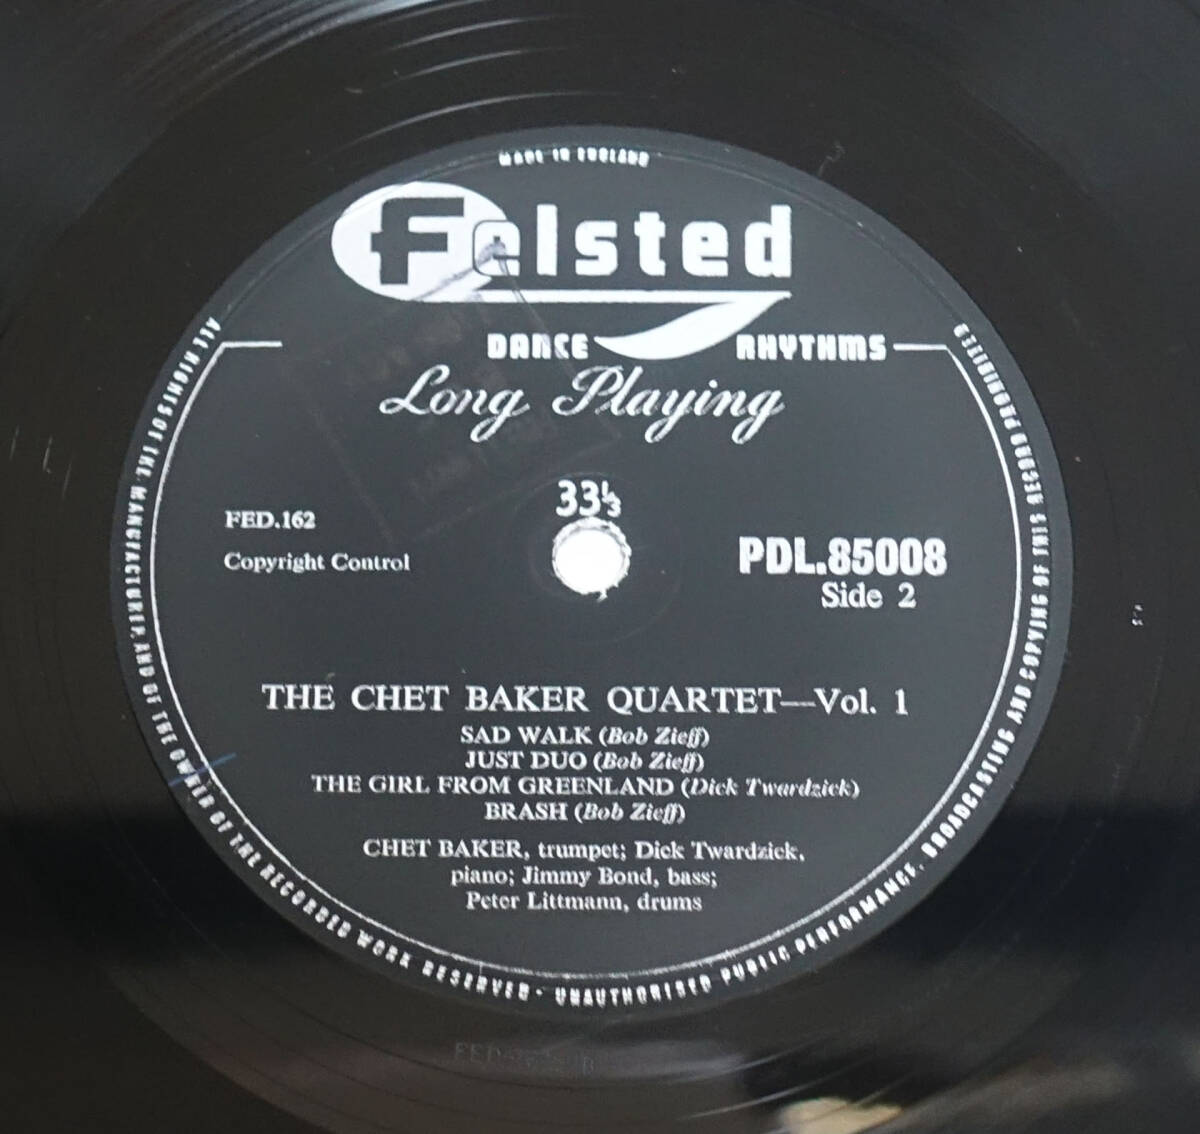 MADE IN ENGLAND
Felsted
DANCE RHYTHMS
Long Playing
33⅓
FED.162
Copyright Control
PDL.85008
Side 2
THE CHET BAKER QUARTET—Vol. 1
SAD WALK (Bob Zieff)
JUST DUO (Bob Zieff)
THE GIRL FROM GREENLAND (Dick Twardzick)
BRASH (Bob Zieff)
CHET BAKER, trumpet; Dick Twardzick,
piano; Jimmy Bond, bass;
Peter Littmann, drums
ALL RIGHTS OF THE MANUFACTURER AND OF THE OWNER OF THE RECORDED WORK RESERVED · UNAUTHORISED PUBLIC PERFORMANCE, BROADCASTING AND COPYING OF THIS RECORD PROHIBITED